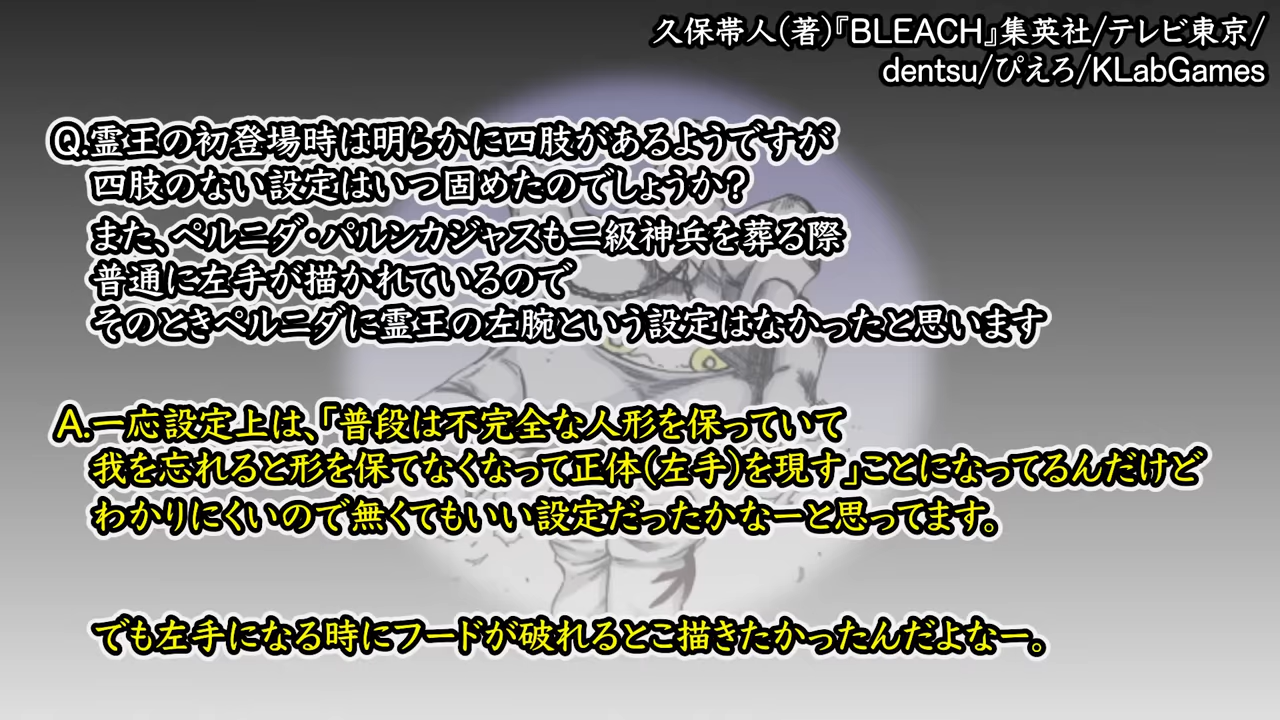 久保帯人(著)『BLEACH』集英社/テレビ東京/
dentsu/ぴえろ/KLabGames
Q.霊王の初登場時は明らかに四肢があるようですが
四肢のない設定はいつ固めたのでしょうか?
また、ペルニダ・パルンカジャスも二級神兵を葬る際
普通に左手が描かれているので
そのときペルニダに霊王の左腕という設定はなかったと思います
A.一応設定上は、「普段は不完全な人形を保っていて
我を忘れると形を保てなくなって正体(左手)を現す」ことになってるんだけど
わかりにくいので無くてもいい設定だったかなーと思ってます。
でも左手になる時にフードが破れるとこ描きたかったんだよなー。